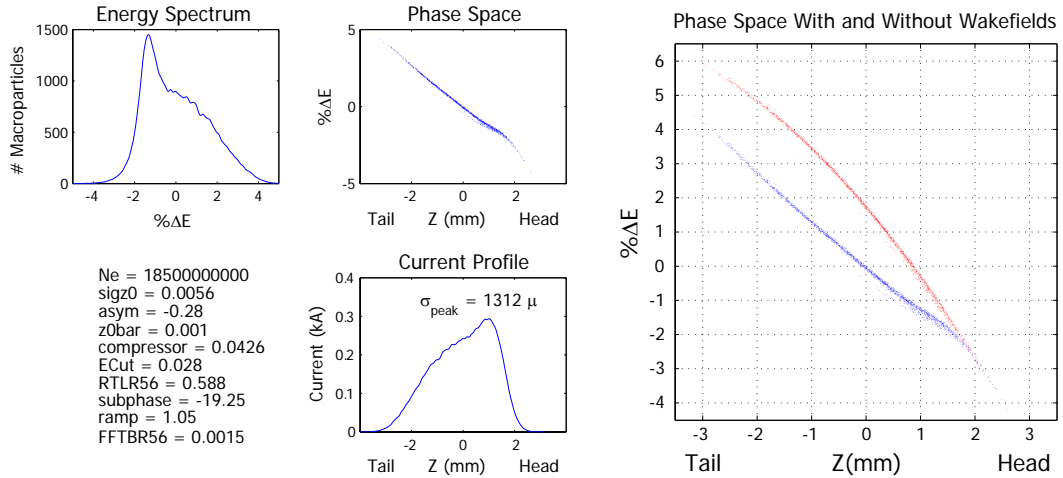 Energy Spectrum
1500
1000
500
0
# Macroparticles
-4 -2 0 2 4
%ΔE
Phase Space
5
0
-5
%ΔE
-2 0 2
Tail Z (mm) Head
Ne = 18500000000
sigz0 = 0.0056
asym = -0.28
z0bar = 0.001
compressor = 0.0426
ECut = 0.028
RTLR56 = 0.588
subphase = -19.25
ramp = 1.05
FFTBR56 = 0.0015
Current Profile
σpeak = 1312 μ
0.4
0.3
0.2
0.1
0
Current (kA)
-2 0 2
Tail Z (mm) Head
Phase Space With and Without Wakefields
6
5
4
3
2
1
0
-1
-2
-3
-4
%ΔE
-3 -2 -1 0 1 2 3
Tail Z(mm) Head